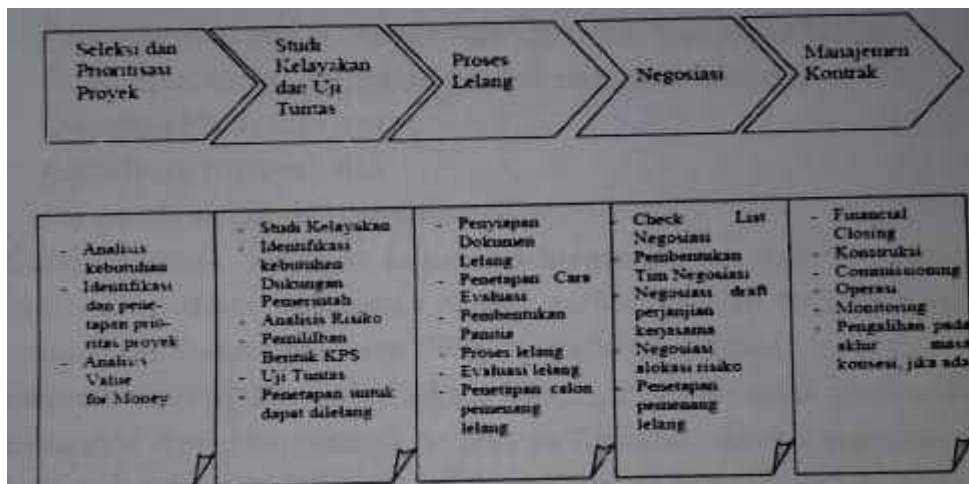 Seleksi dan
Prioritisasi
Proyek
Studi
Kelayakan
dan Uji
Tuntas
Proses
Lelang
Negosiasi
Manajemen
Kontrak
- Analisis
kebutuhan
- Identifikasi
dan pene-
tapan prio-
ritas proyek
- Analisis
Value
for Money
- Studi Kelayakan
- Identifikasi
kebutuhan
Dukungan
Pemerintah
- Analisis Risiko
- Pemilihan
Bentuk KPS
- Uji Tuntas
- Penetapan untuk
dapat dilelang
- Penyiapan
Dokumen
Lelang
- Penetapan Cara
Evaluasi
- Pembentukan
Panitia
- Proses lelang
- Evaluasi lelang
- Penetapan calon
pemenang
lelang
- Check List
Negosiasi
- Pembentukan
Tim Negosiasi
- Negosiasi draft
perjanjian
kerjasama
- Negosiasi
alokasi risiko
- Penetapan
pemenang
lelang
- Financial
Closing
- Konstruksi
- Commissioning
- Operasi
- Monitoring
- Pengalihan pada
akhir masa
konsesi, jika ada